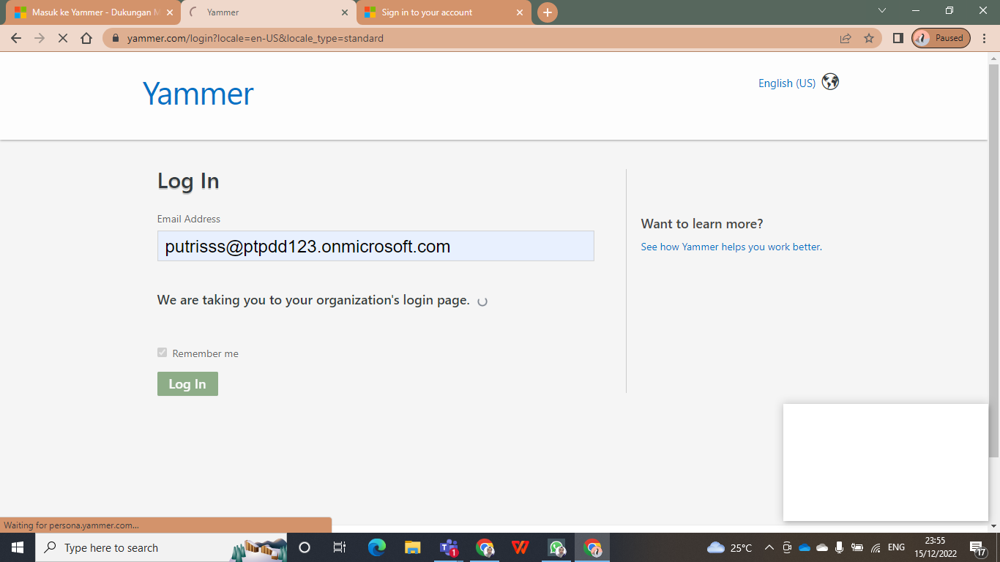 Masuk ke Yammer - Dukungan M
Yammer
Sign in to your account
yammer.com/login?locale=en-US&locale_type=standard
Paused
Yammer
English (US)
Log In
Email Address
putrisss@ptpdd123.onmicrosoft.com
We are taking you to your organization's login page.
Remember me
Log In
Want to learn more?
See how Yammer helps you work better.
Waiting for persona.yammer.com...
Type here to search
1
25°C
ENG
23:55
15/12/2022
17